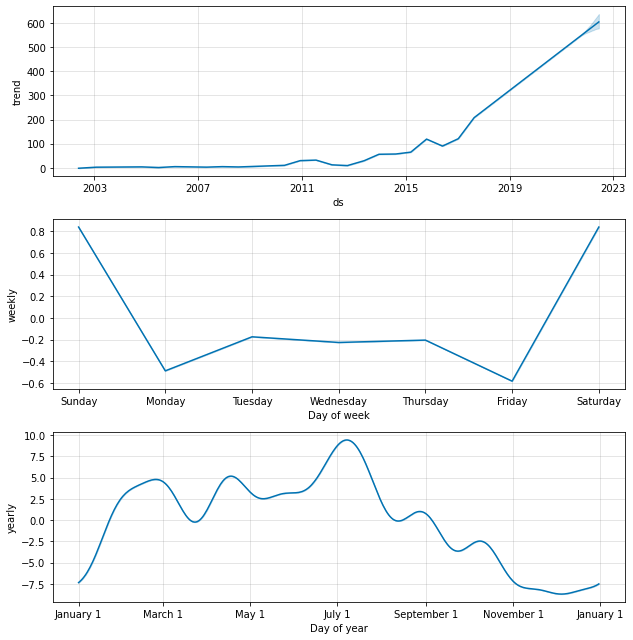 600
500
400
300
200
100
0
trend
2003 2007 2011 2015 2019 2023
ds
0.8
0.6
0.4
0.2
0.0
−0.2
−0.4
−0.6
weekly
Sunday Monday Tuesday Wednesday Thursday Friday Saturday
Day of week
10.0
7.5
5.0
2.5
0.0
−2.5
−5.0
−7.5
yearly
January 1 March 1 May 1 July 1 September 1 November 1 January 1
Day of year